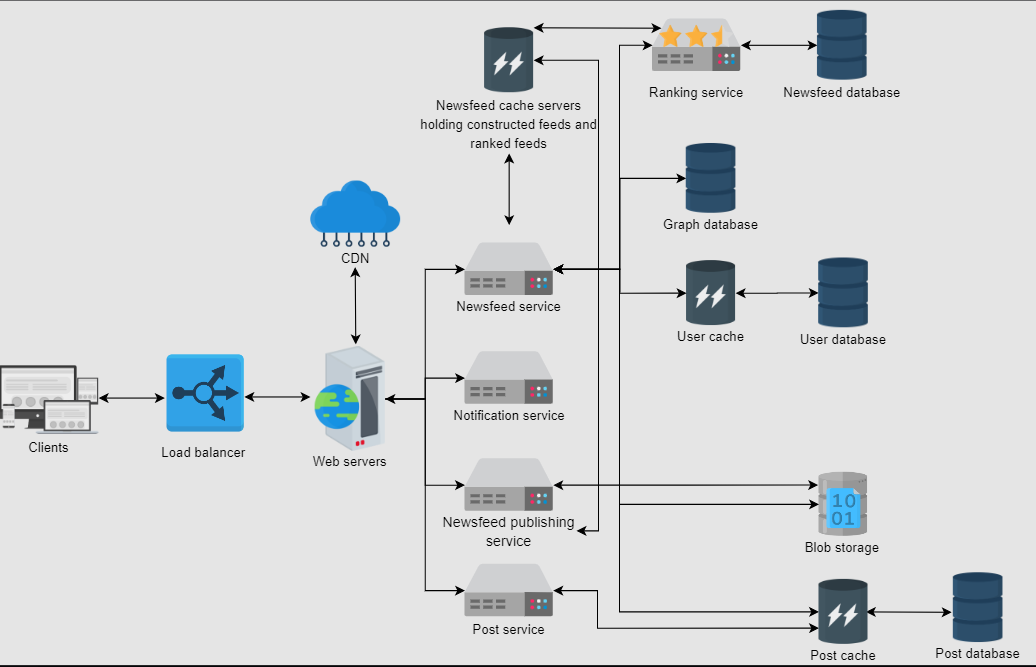 Ranking service
Newsfeed database
Newsfeed cache servers
holding constructed feeds and
ranked feeds
Graph database
CDN
Newsfeed service
User cache
User database
Notification service
Clients
Load balancer
Web servers
Newsfeed publishing
service
10
01
Blob storage
Post service
Post cache
Post database